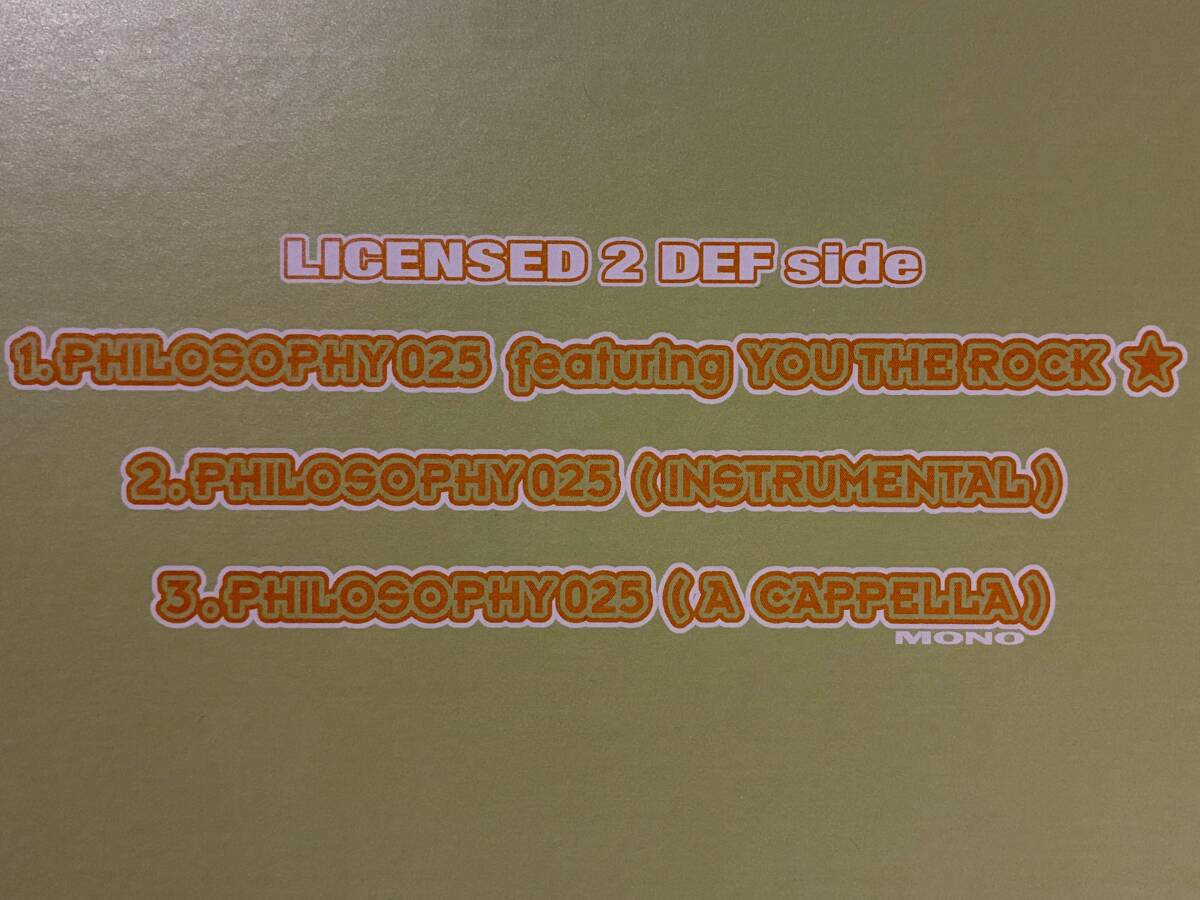 LICENSED 2 DEF side
1. PHILOSOPHY 025 featuring YOU THE ROCK ★
2. PHILOSOPHY 025 (INSTRUMENTAL)
3. PHILOSOPHY 025 (A CAPPELLA)
MONO